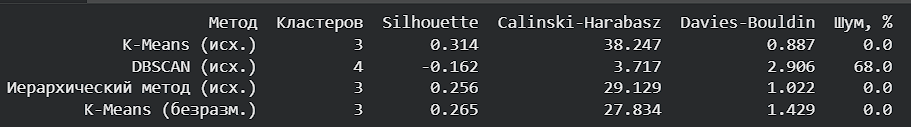 Метод Кластеров Silhouette Calinski-Harabasz Davies-Bouldin Шум, %
K-Means (исх.) 3 0.314 38.247 0.887 0.0
DBSCAN (исх.) 4 -0.162 3.717 2.906 68.0
Иерархический метод (исх.) 3 0.256 29.129 1.022 0.0
K-Means (безразм.) 3 0.265 27.834 1.429 0.0